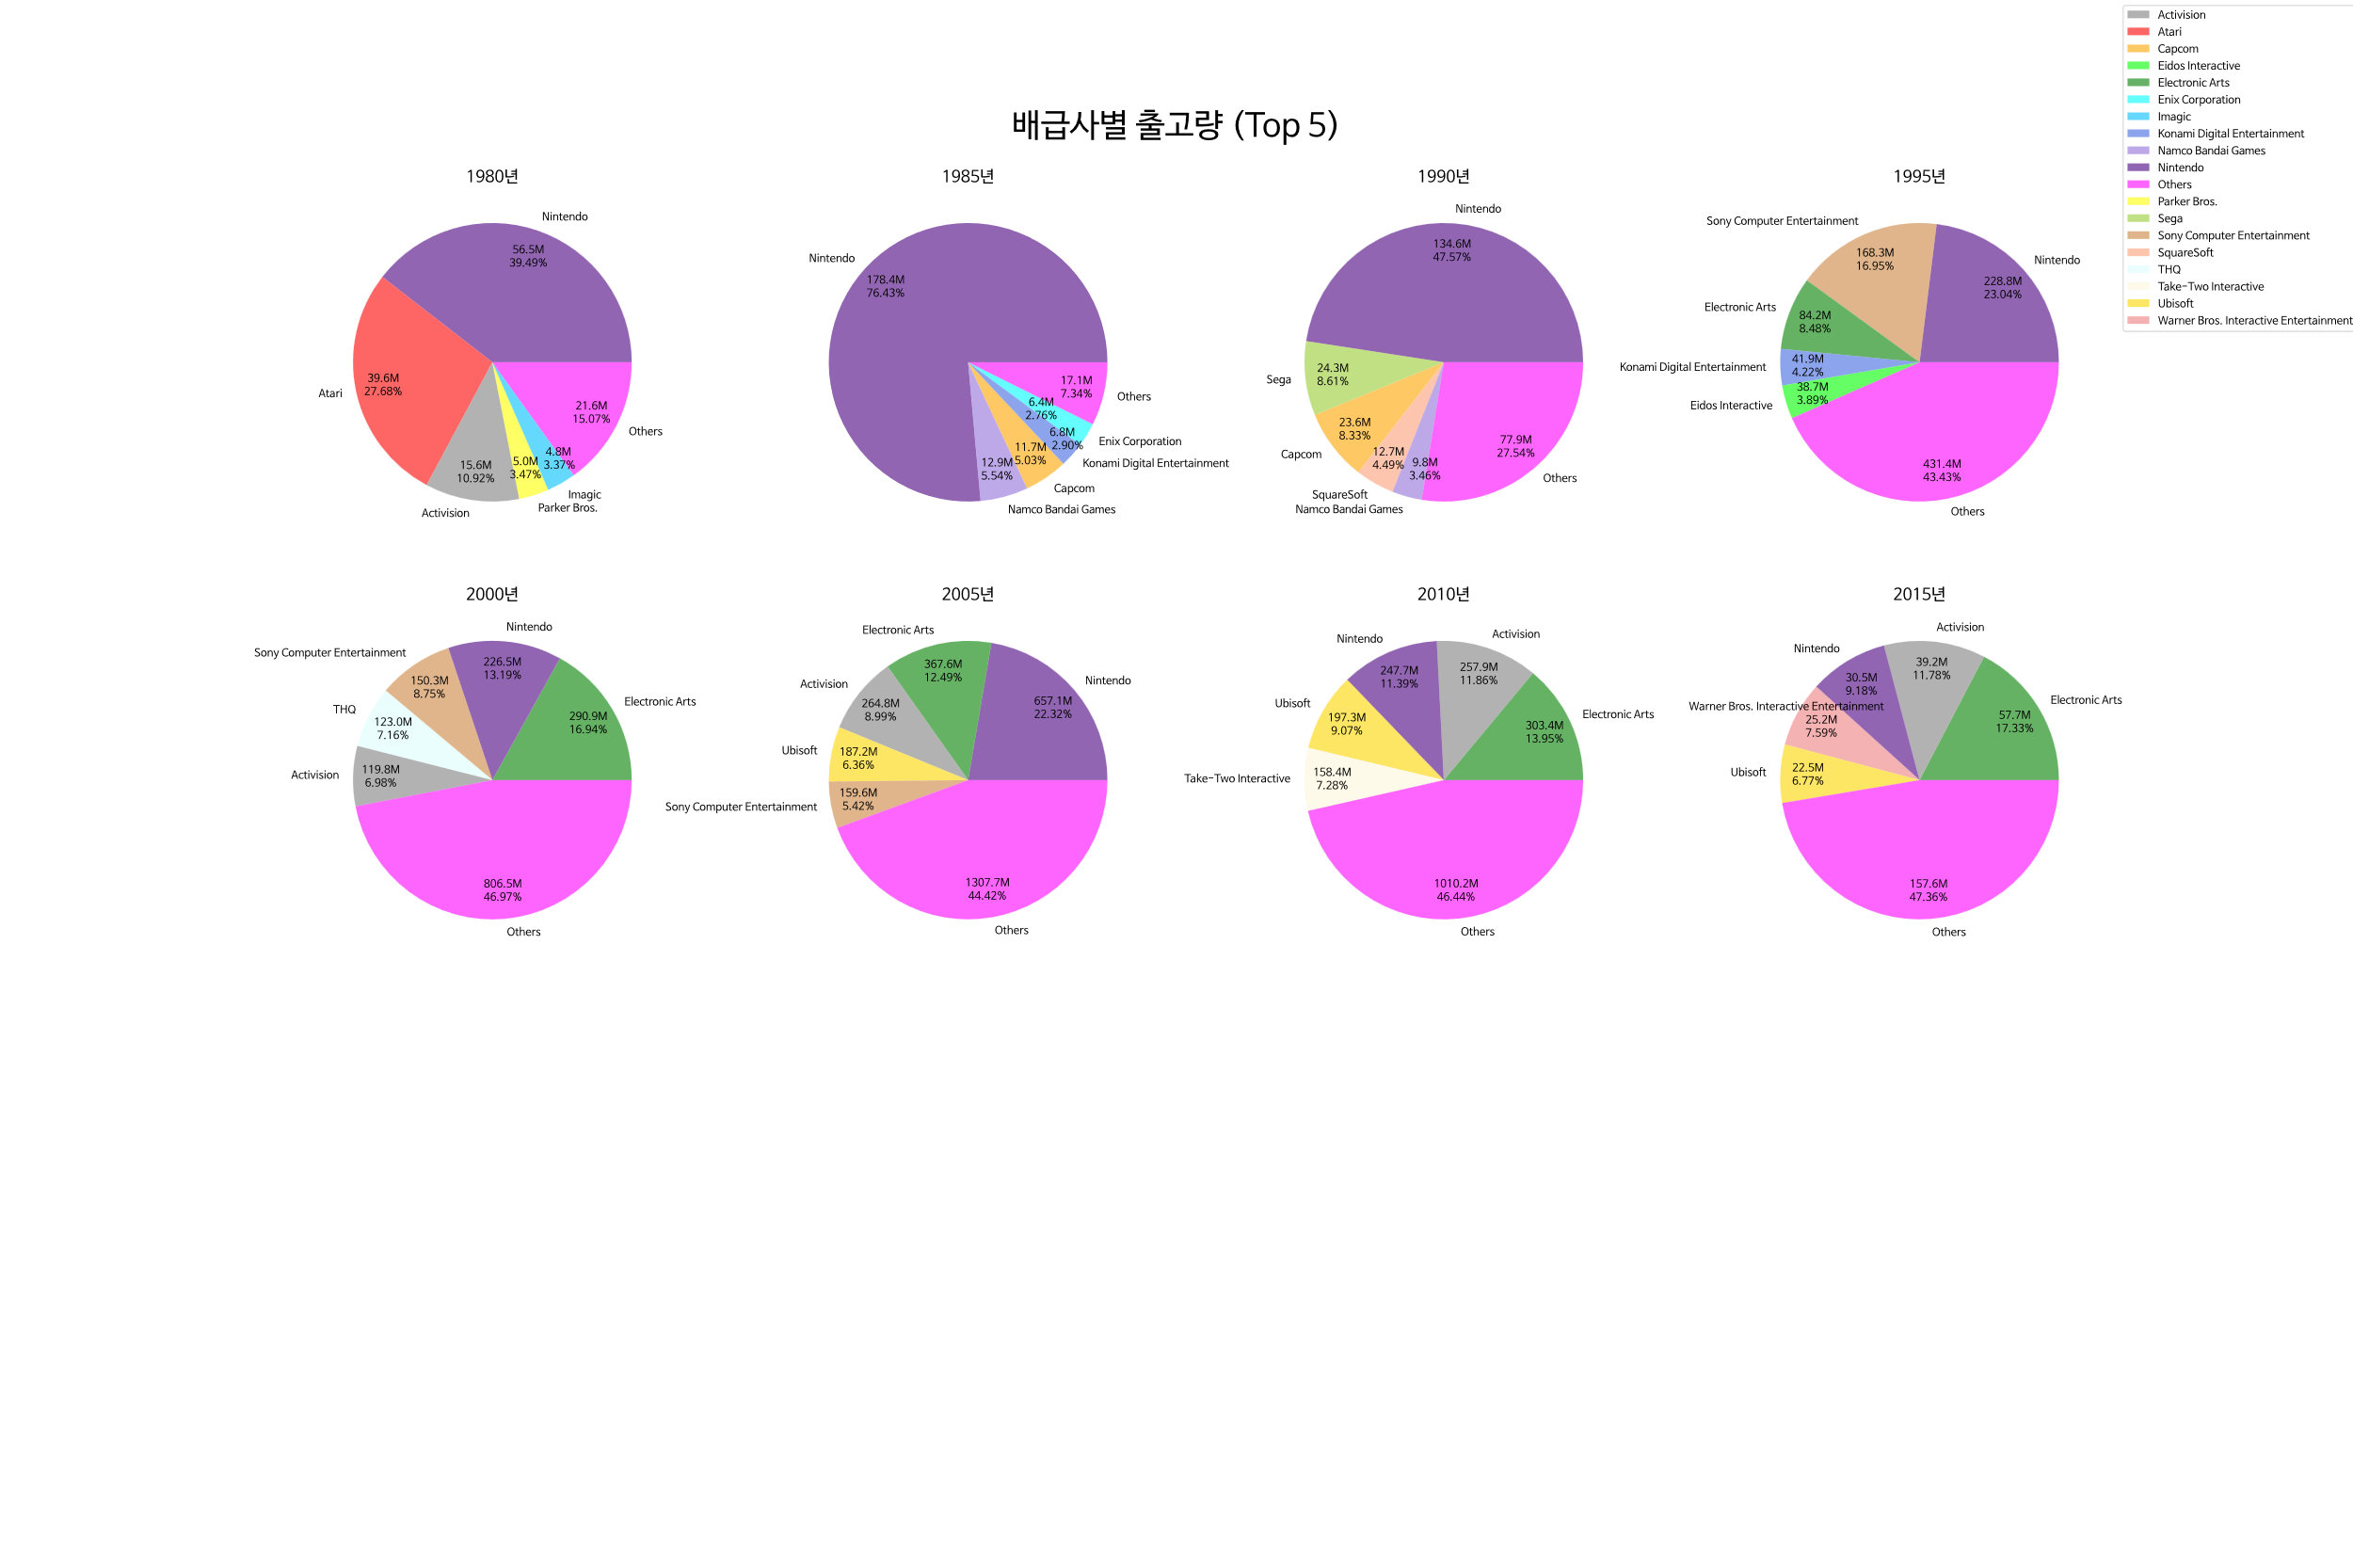 Activision
Atari
Capcom
Eidos Interactive
Electronic Arts
Enix Corporation
Imagic
Konami Digital Entertainment
Namco Bandai Games
Nintendo
Others
Parker Bros.
Sega
Sony Computer Entertainment
SquareSoft
THQ
Take-Two Interactive
Ubisoft
Warner Bros. Interactive Entertainment
배급사별 출고량 (Top 5)
1980년
Nintendo
56.5M
39.49%
Atari
39.6M
27.68%
Activision
15.6M
10.92%
Parker Bros.
5.0M
3.47%
Imagic
4.8M
3.37%
Others
21.6M
15.07%
1985년
Nintendo
178.4M
76.43%
Namco Bandai Games
12.9M
5.54%
Capcom
11.7M
5.03%
Konami Digital Entertainment
6.8M
2.90%
Enix Corporation
6.4M
2.76%
Others
17.1M
7.34%
1990년
Nintendo
134.6M
47.57%
Sega
24.3M
8.61%
Capcom
23.6M
8.33%
SquareSoft
12.7M
4.49%
Namco Bandai Games
9.8M
3.46%
Others
77.9M
27.54%
1995년
Nintendo
228.8M
23.04%
Sony Computer Entertainment
168.3M
16.95%
Electronic Arts
84.2M
8.48%
Konami Digital Entertainment
41.9M
4.22%
Eidos Interactive
38.7M
3.89%
Others
431.4M
43.43%
2000년
Electronic Arts
290.9M
16.94%
Nintendo
226.5M
13.19%
Sony Computer Entertainment
150.3M
8.75%
THQ
123.0M
7.16%
Activision
119.8M
6.98%
Others
806.5M
46.97%
2005년
Nintendo
657.1M
22.32%
Electronic Arts
367.6M
12.49%
Activision
264.8M
8.99%
Ubisoft
187.2M
6.36%
Sony Computer Entertainment
159.6M
5.42%
Others
1307.7M
44.42%
2010년
Electronic Arts
303.4M
13.95%
Activision
257.9M
11.86%
Nintendo
247.7M
11.39%
Ubisoft
197.3M
9.07%
Take-Two Interactive
158.4M
7.28%
Others
1010.2M
46.44%
2015년
Electronic Arts
57.7M
17.33%
Activision
39.2M
11.78%
Nintendo
30.5M
9.18%
Warner Bros. Interactive Entertainment
25.2M
7.59%
Ubisoft
22.5M
6.77%
Others
157.6M
47.36%